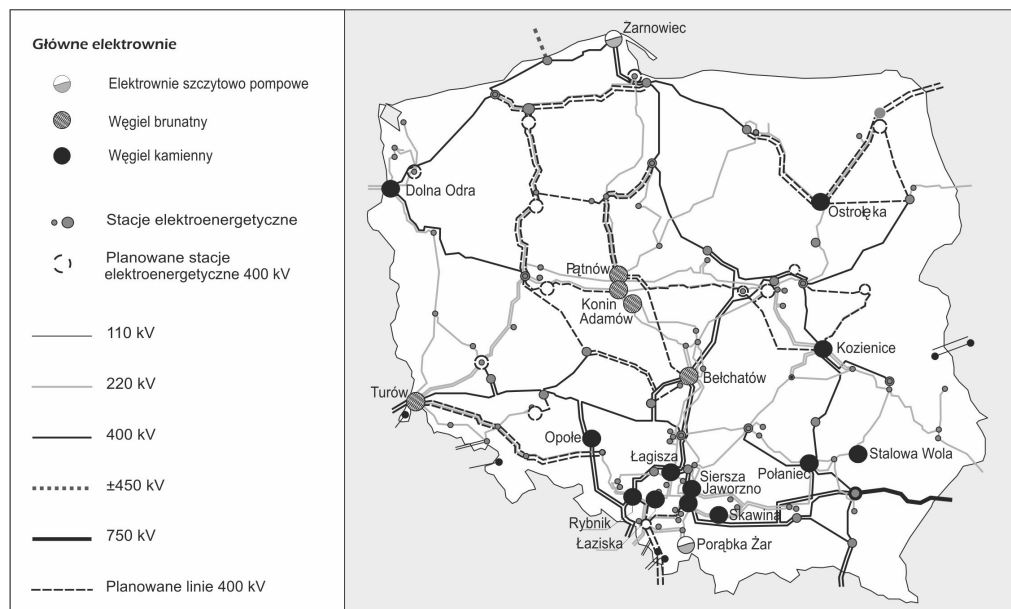 Główne elektrownie
Elektrownie szczytowo pompowe
Węgiel brunatny
Węgiel kamienny
Stacje elektroenergetyczne
Planowane stacje
elektroenergetyczne 400 kV
110 kV
220 kV
400 kV
±450 kV
750 kV
Planowane linie 400 kV
Żarnowiec
Dolna Odra
Ostrołęka
Pątnów
Konin
Adamów
Kozienice
Bełchatów
Turów
Opołe
Łagisza
Siersza
Jaworzno
Połaniec
Stalowa Wola
Skawina
Rybnik
Łaziska
Porąbka Żar